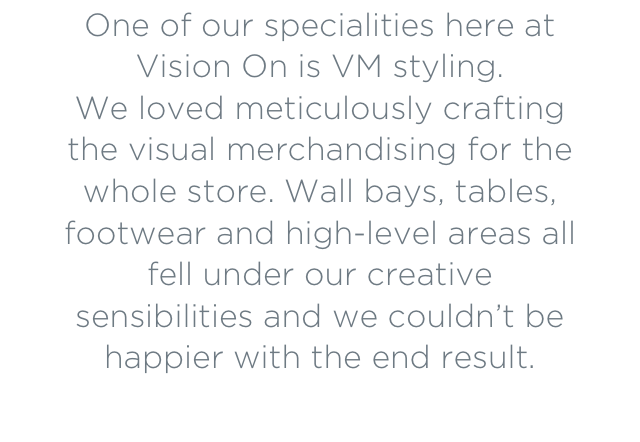 One of our specialities here at
Vision On is VM styling.
We loved meticulously crafting
the visual merchandising for the
whole store. Wall bays, tables,
footwear and high-level areas all
fell under our creative
sensibilities and we couldn’t be
happier with the end result.